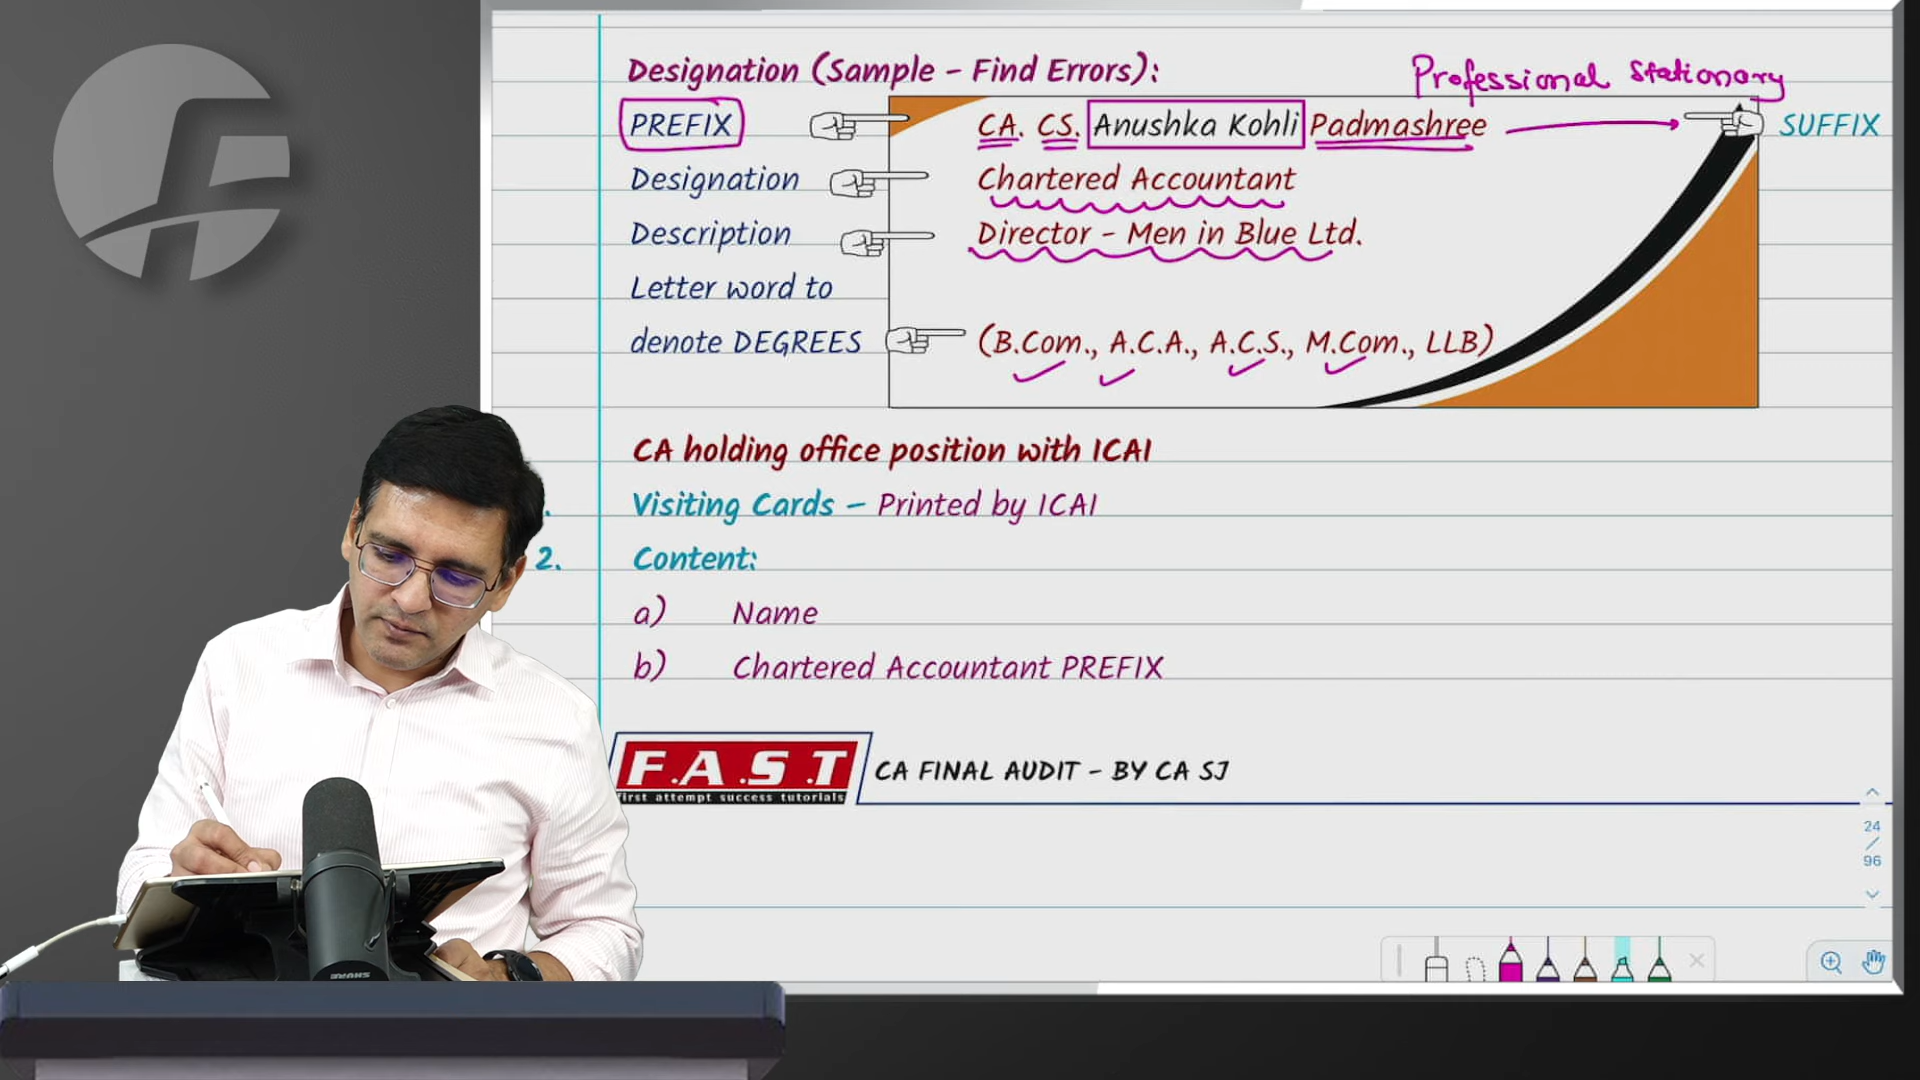 Designation (Sample - Find Errors):
Professional Stationary
PREFIX
CA. CS. Anushka Kohli Padmashree
SUFFIX
Designation
Chartered Accountant
Description
Director - Men in Blue Ltd.
Letter word to
denote DEGREES
(B.Com., A.C.A., A.C.S., M.Com., LLB)
CA holding office position with ICAI
. Visiting Cards – Printed by ICAI
2. Content:
a) Name
b) Chartered Accountant PREFIX
F.A.S.T
first attempt success tutorials
CA FINAL AUDIT - BY CA SJ
24
/
96
SHURE